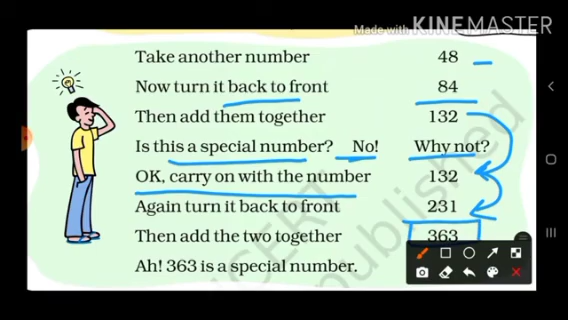 Made with KINEMASTER
Take another number 48
Now turn it back to front 84
Then add them together 132
Is this a special number? No! Why not?
OK, carry on with the number 132
Again turn it back to front 231
Then add the two together 363
Ah! 363 is a special number.
NCERT
published